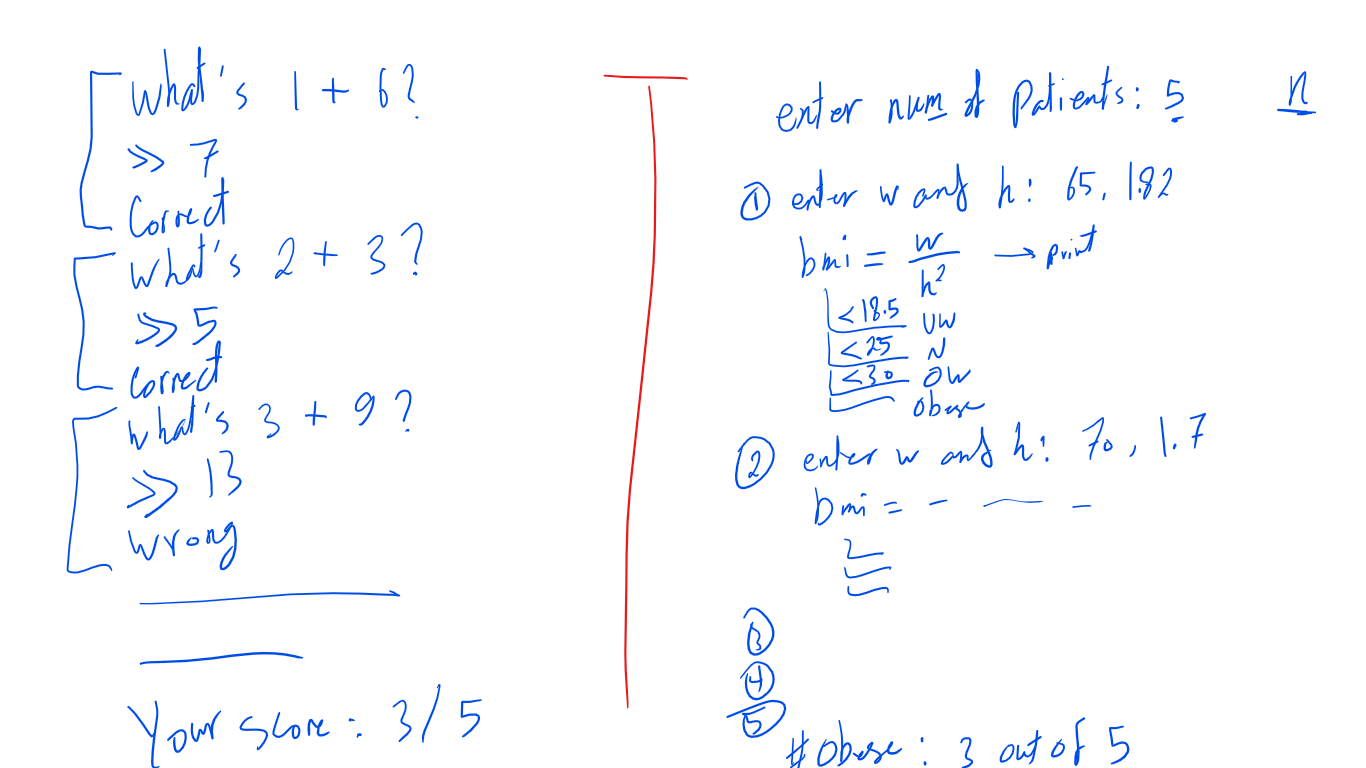 What's 1 + 6?
>> 7
Correct
What's 2 + 3?
>> 5
Correct
What's 3 + 9?
>> 13
Wrong
Your score: 3/5
enter num of Patients: 5
n
① enter w and h: 65, 1.82
bmi = w/h² → print
<18.5 UW
<25 N
<30 OW
Obese
② enter w and h: 70, 1.7
bmi = - — -
③
④
⑤
#Obese: 3 out of 5